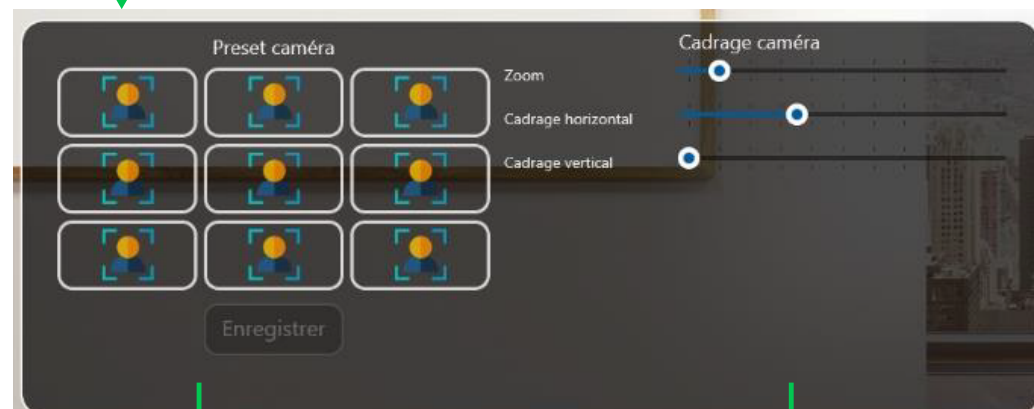 Preset caméra
Cadrage caméra
Zoom
Cadrage horizontal
Cadrage vertical
Enregistrer